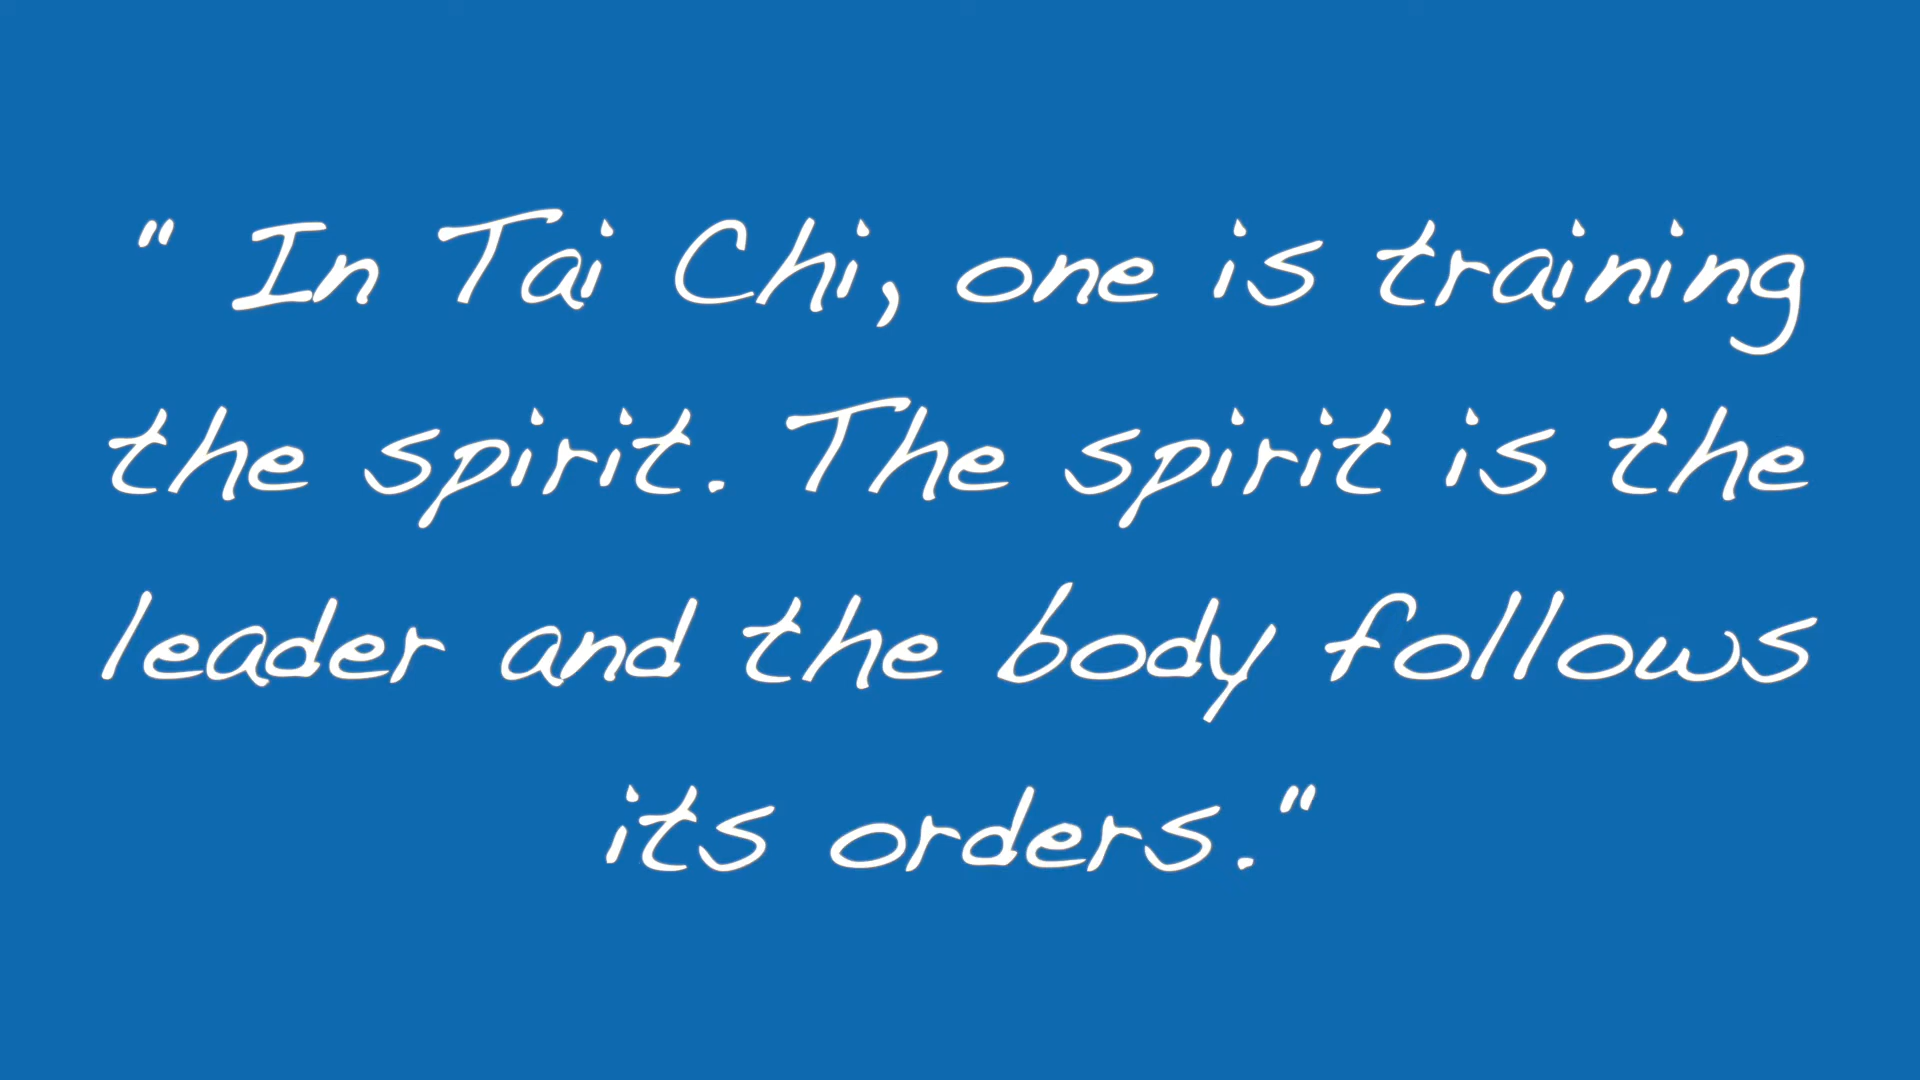 " In Tai Chi, one is training
the spirit. The spirit is the
leader and the body follows
its orders."